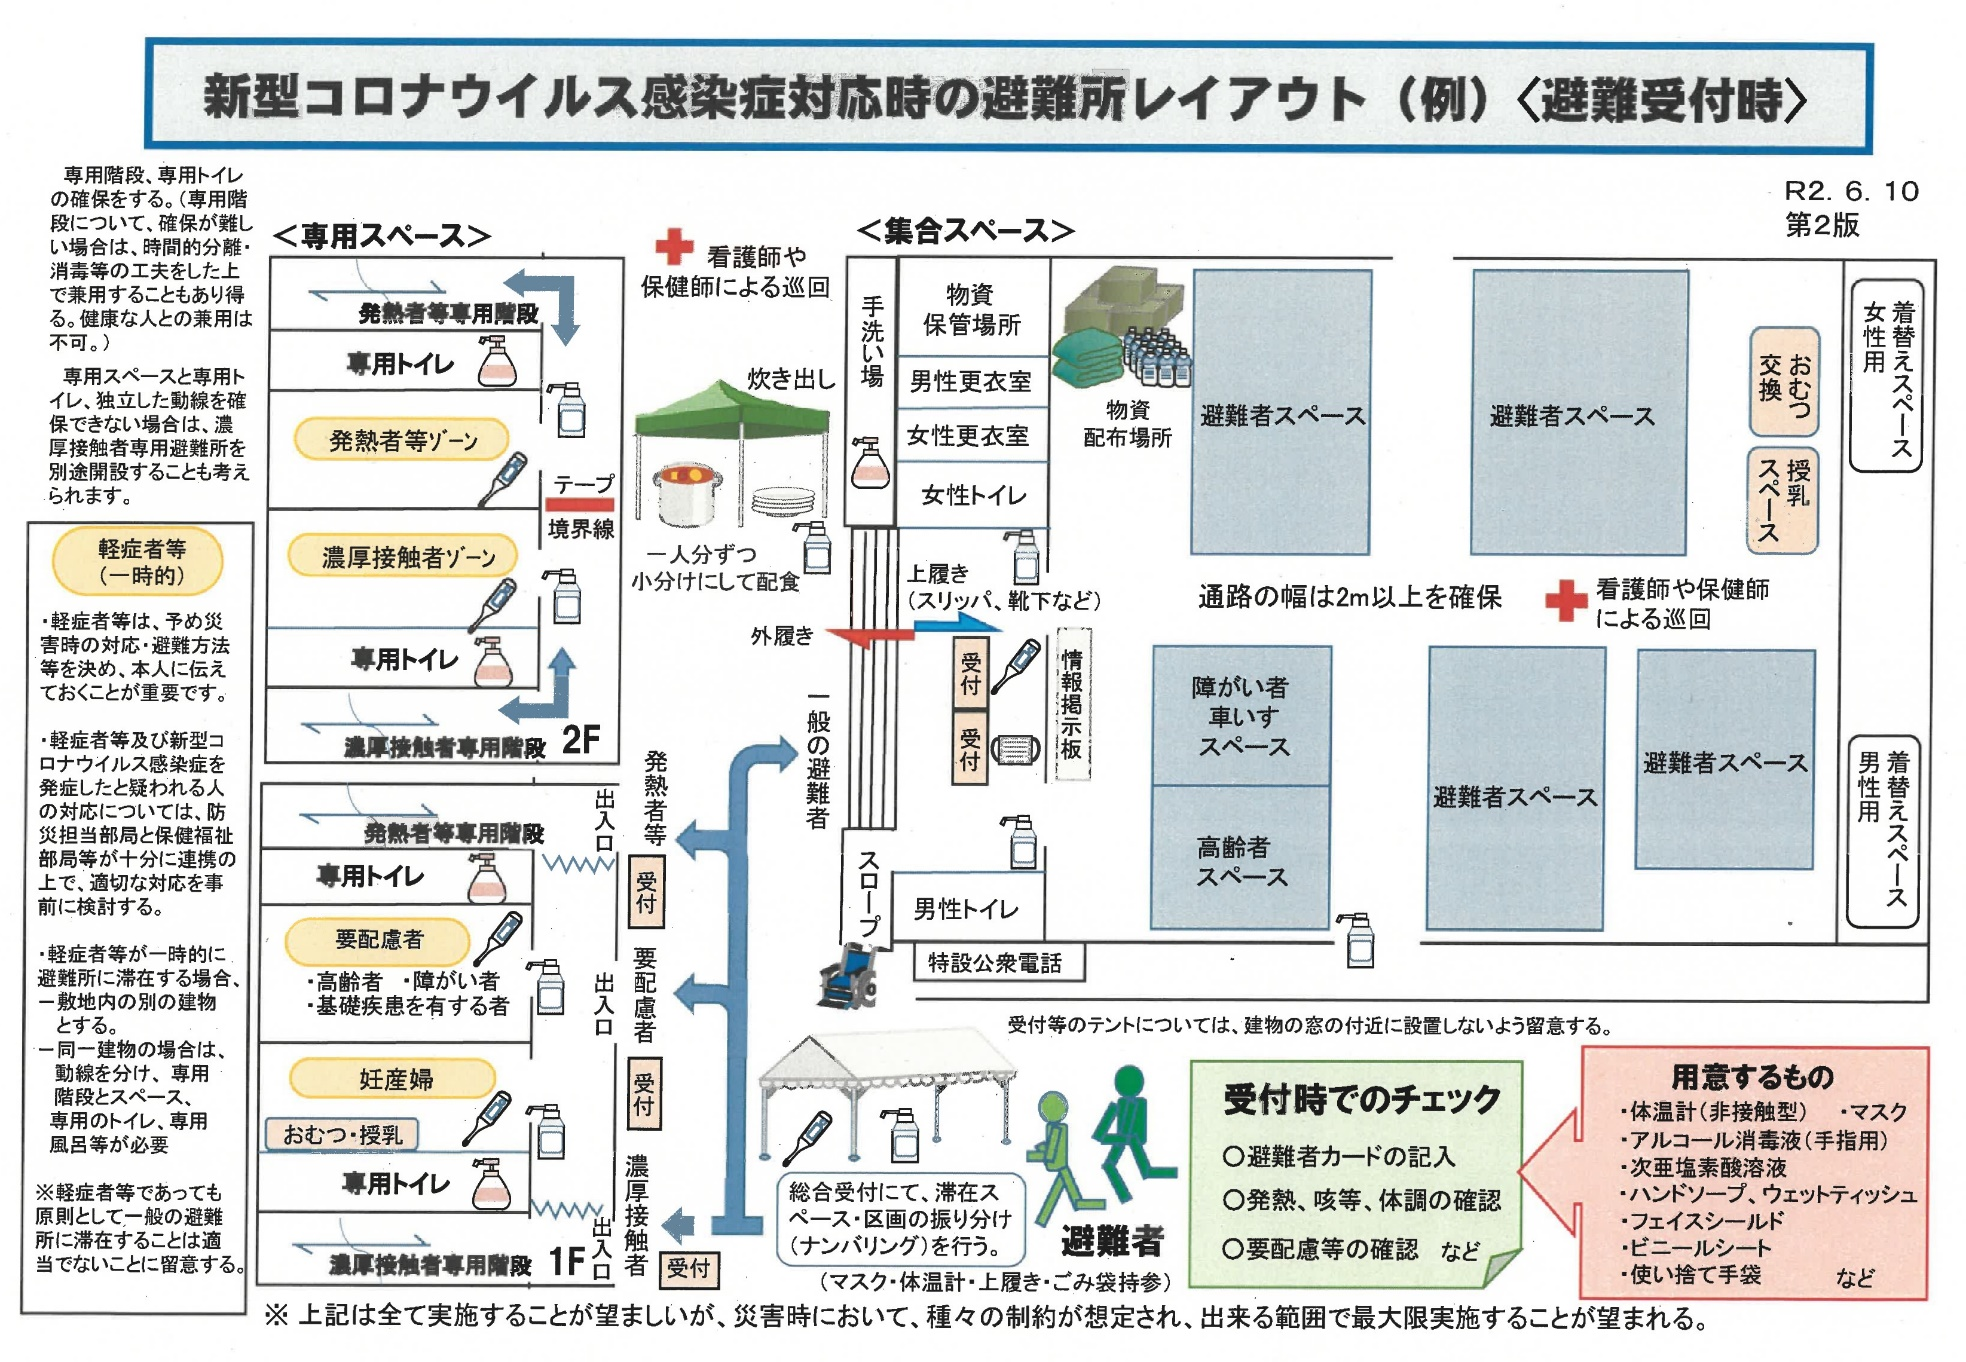 新型コロナウイルス感染症対応時の避難所レイアウト（例）〈避難受付時〉
R2. 6. 10
第2版
専用階段、専用トイレ
の確保をする。（専用階
段について、確保が難し
い場合は、時間的分離・
消毒等の工夫をした上
で兼用することもあり得
る。健康な人との兼用は
不可。）
専用スペースと専用ト
イレ、独立した動線を確
保できない場合は、濃
厚接触者専用避難所を
別途開設することも考え
られます。
軽症者等
（一時的）
・軽症者等は、予め災
害時の対応・避難方法
等を決め、本人に伝え
ておくことが重要です。
・軽症者等及び新型コ
ロナウイルス感染症を
発症したと疑われる人
の対応については、防
災担当部局と保健福祉
部局等が十分に連携の
上で、適切な対応を事
前に検討する。
・軽症者等が一時的に
避難所に滞在する場合、
ー敷地内の別の建物
とする。
ー同一建物の場合は、
動線を分け、専用
階段とスペース、
専用のトイレ、専用
風呂等が必要
※軽症者等であっても
原則として一般の避難
所に滞在することは適
当でないことに留意する。
＜専用スペース＞
発熱者等専用階段
専用トイレ
発熱者等ゾーン
テープ
境界線
濃厚接触者ゾーン
専用トイレ
濃厚接触者専用階段
2F
発熱者等専用階段
出入口
専用トイレ
要配慮者
・高齢者　・障がい者
・基礎疾患を有する者
出入口
妊産婦
おむつ・授乳
専用トイレ
濃厚接触者専用階段
1F
出入口
発熱者等
受付
要配慮者
受付
濃厚接触者
受付
看護師や
保健師による巡回
炊き出し
一人分ずつ
小分けにして配食
外履き
一般の避難者
＜集合スペース＞
手洗い場
物資
保管場所
男性更衣室
女性更衣室
女性トイレ
上履き
（スリッパ、靴下など）
受付
受付
情報掲示板
スロープ
男性トイレ
特設公衆電話
物資
配布場所
避難者スペース
避難者スペース
おむつ
交換
授乳
スペース
着替えスペース
女性用
通路の幅は2m以上を確保
看護師や保健師
による巡回
障がい者
車いす
スペース
高齢者
スペース
避難者スペース
避難者スペース
着替えスペース
男性用
受付等のテントについては、建物の窓の付近に設置しないよう留意する。
総合受付にて、滞在ス
ペース・区画の振り分け
（ナンバリング）を行う。
避難者
（マスク・体温計・上履き・ごみ袋持参）
受付時でのチェック
○避難者カードの記入
○発熱、咳等、体調の確認
○要配慮等の確認　など
用意するもの
・体温計（非接触型）　・マスク
・アルコール消毒液（手指用）
・次亜塩素酸溶液
・ハンドソープ、ウェットティッシュ
・フェイスシールド
・ビニールシート
・使い捨て手袋　など
※ 上記は全て実施することが望ましいが、災害時において、種々の制約が想定され、出来る範囲で最大限実施することが望まれる。